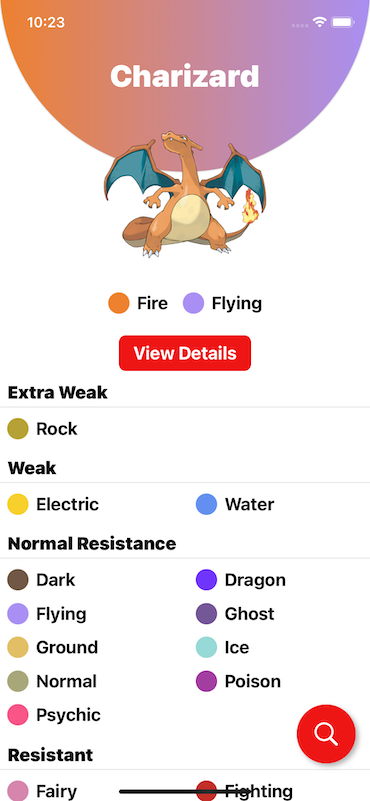 10:23
Charizard
Fire Flying
View Details
Extra Weak
Rock
Weak
Electric Water
Normal Resistance
Dark Dragon
Flying Ghost
Ground Ice
Normal Poison
Psychic
Resistant
Fairy Fighting